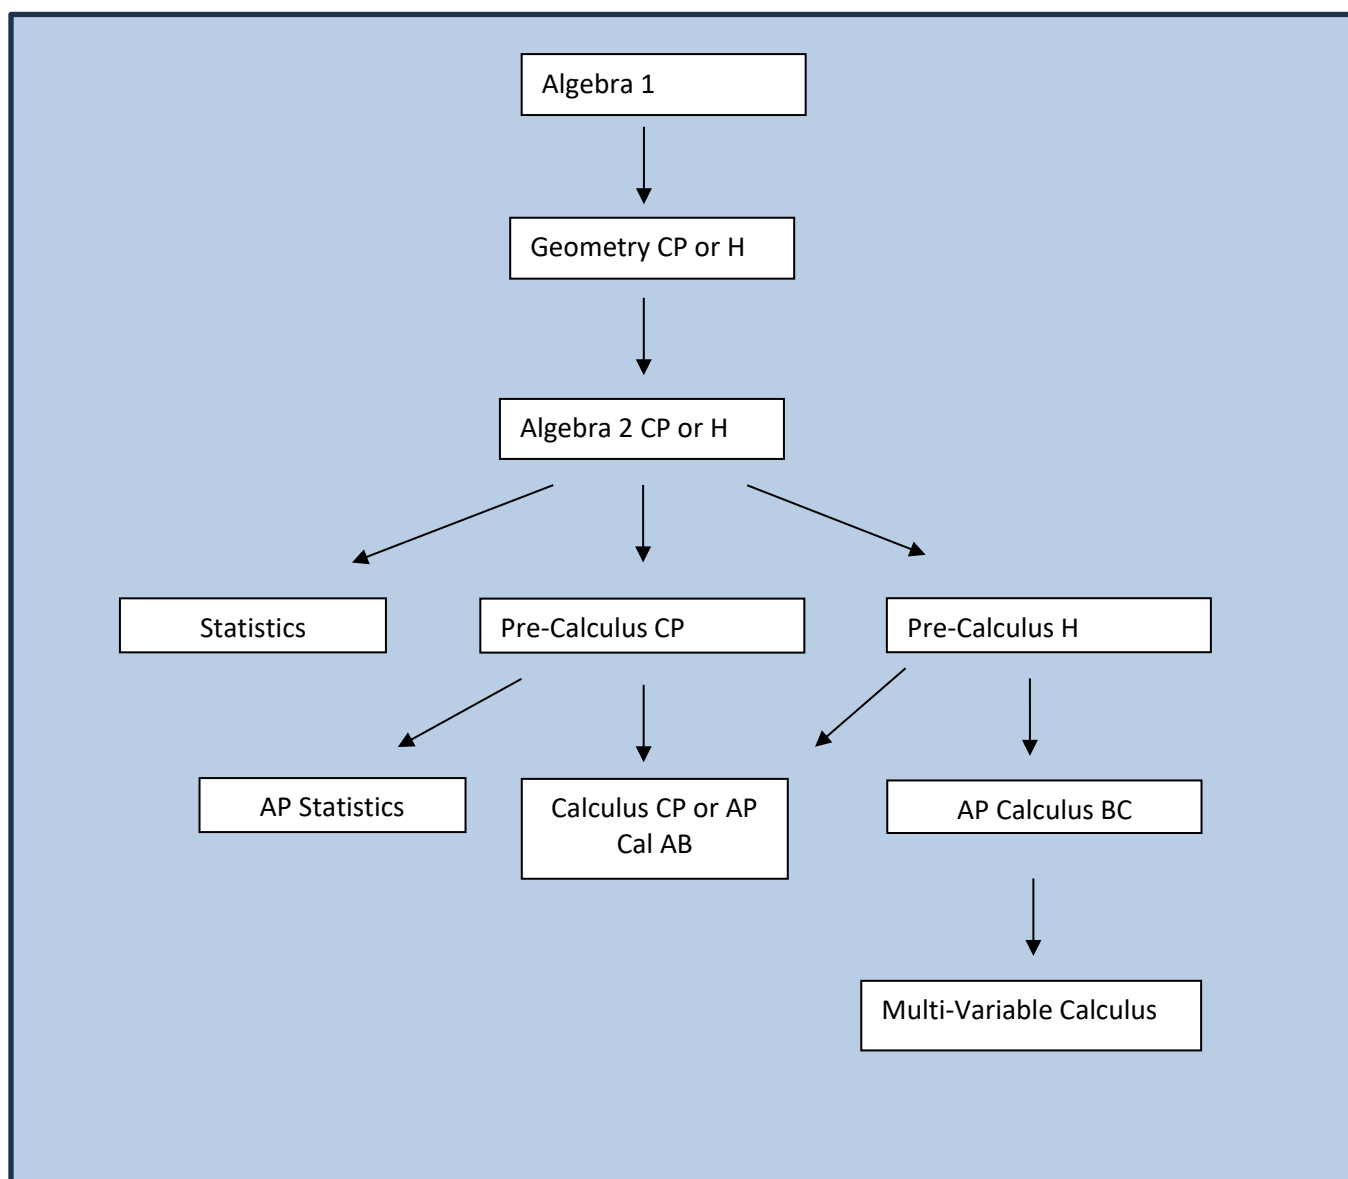 Algebra 1
Geometry CP or H
Algebra 2 CP or H
Statistics
Pre-Calculus CP
Pre-Calculus H
AP Statistics
Calculus CP or AP
Cal AB
AP Calculus BC
Multi-Variable Calculus